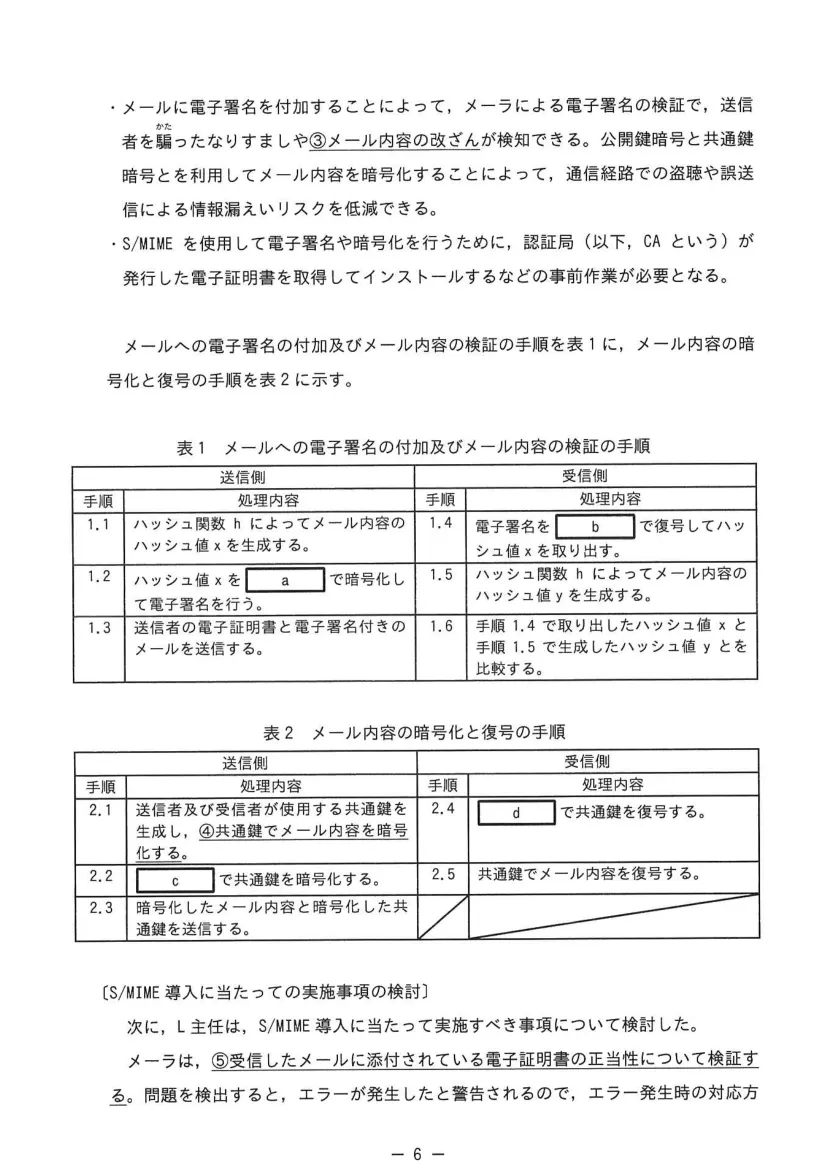 ・メールに電子署名を付加することによって，メーラによる電子署名の検証で，送信
かた
者を騙ったなりすましや③メール内容の改ざんが検知できる。公開鍵暗号と共通鍵
暗号とを利用してメール内容を暗号化することによって，通信経路での盗聴や誤送
信による情報漏えいリスクを低減できる。
・S/MIME を使用して電子署名や暗号化を行うために，認証局（以下，CA という）が
発行した電子証明書を取得してインストールするなどの事前作業が必要となる。
メールへの電子署名の付加及びメール内容の検証の手順を表１に，メール内容の暗
号化と復号の手順を表２に示す。
表１ メールへの電子署名の付加及びメール内容の検証の手順
送信側 受信側
手順 処理内容 手順 処理内容
1.1 ハッシュ関数 h によってメール内容の
ハッシュ値 x を生成する。
1.4 電子署名を b で復号してハッ
シュ値 x を取り出す。
1.2 ハッシュ値 x を a で暗号化し
て電子署名を行う。
1.5 ハッシュ関数 h によってメール内容の
ハッシュ値 y を生成する。
1.3 送信者の電子証明書と電子署名付きの
メールを送信する。
1.6 手順 1.4 で取り出したハッシュ値 x と
手順 1.5 で生成したハッシュ値 y とを
比較する。
表２ メール内容の暗号化と復号の手順
送信側 受信側
手順 処理内容 手順 処理内容
2.1 送信者及び受信者が使用する共通鍵を
生成し，④共通鍵でメール内容を暗号
化する。
2.4 d で共通鍵を復号する。
2.2 c で共通鍵を暗号化する。
2.5 共通鍵でメール内容を復号する。
2.3 暗号化したメール内容と暗号化した共
通鍵を送信する。
〔S/MIME 導入に当たっての実施事項の検討〕
次に，L 主任は，S/MIME 導入に当たって実施すべき事項について検討した。
メーラは，⑤受信したメールに添付されている電子証明書の正当性について検証す
る。問題を検出すると，エラーが発生したと警告されるので，エラー発生時の対応方
－ 6 －